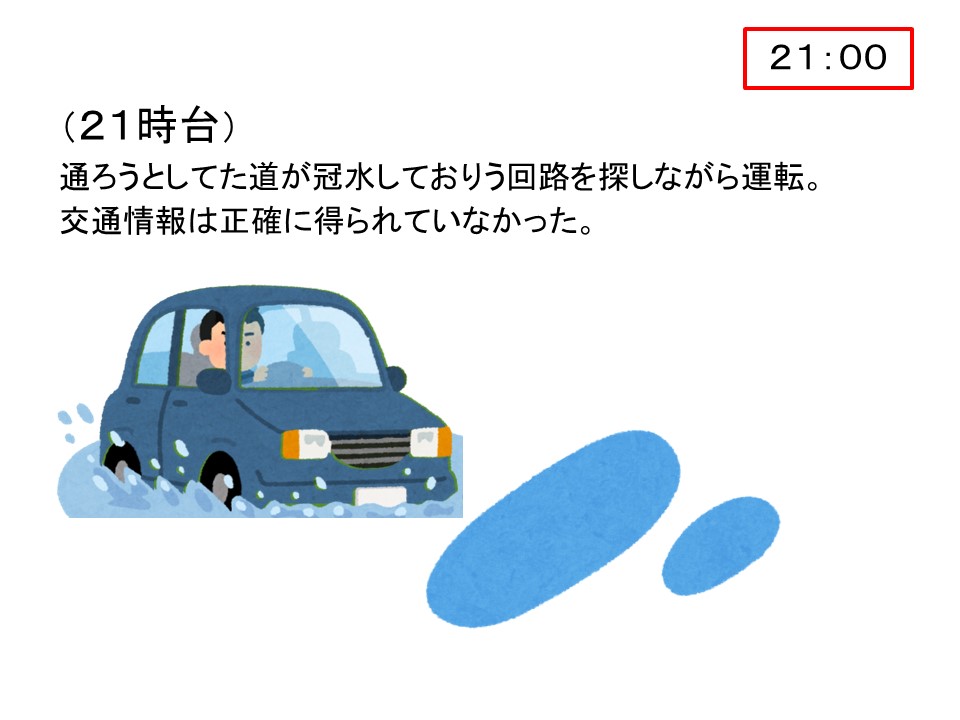 ２１：００
（２１時台）
通ろうとしてた道が冠水しておりう回路を探しながら運転。
交通情報は正確に得られていなかった。